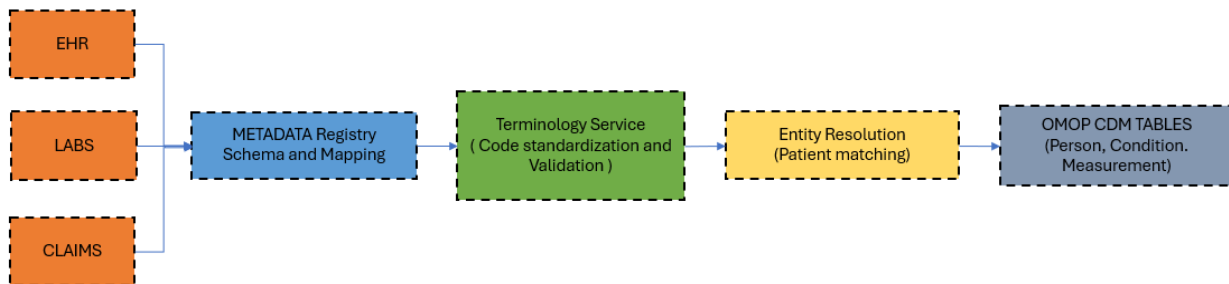 EHR
LABS
CLAIMS
METADATA Registry
Schema and Mapping
Terminology Service
( Code standardization and
Validation )
Entity Resolution
(Patient matching)
OMOP CDM TABLES
(Person, Condition.
Measurement)